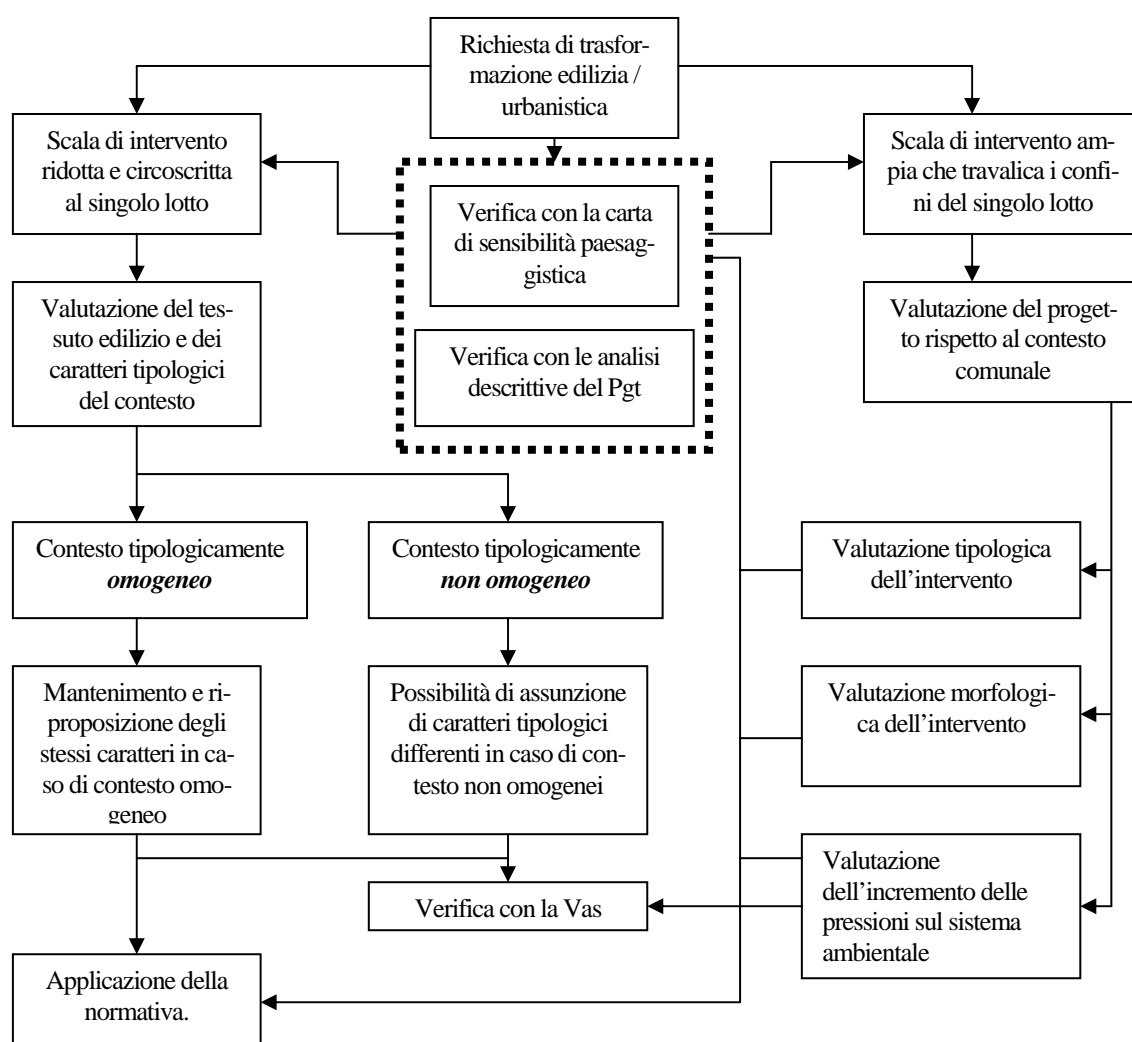 Richiesta di trasfor-
mazione edilizia /
urbanistica
Scala di intervento
ridotta e circoscritta
al singolo lotto
Scala di intervento am-
pia che travalica i confi-
ni del singolo lotto
Verifica con la carta
di sensibilità paesag-
gistica
Valutazione del tes-
suto edilizio e dei
caratteri tipologici
del contesto
Valutazione del proget-
to rispetto al contesto
comunale
Verifica con le analisi
descrittive del Pgt
Contesto tipologicamente
omogeneo
Contesto tipologicamente
non omogeneo
Valutazione tipologica
dell’intervento
Mantenimento e ri-
proposizione degli
stessi caratteri in ca-
so di contesto omo-
geneo
Possibilità di assunzione
di caratteri tipologici
differenti in caso di con-
testo non omogenei
Valutazione morfologi-
ca dell’intervento
Verifica con la Vas
Valutazione
dell’incremento delle
pressioni sul sistema
ambientale
Applicazione della
normativa.